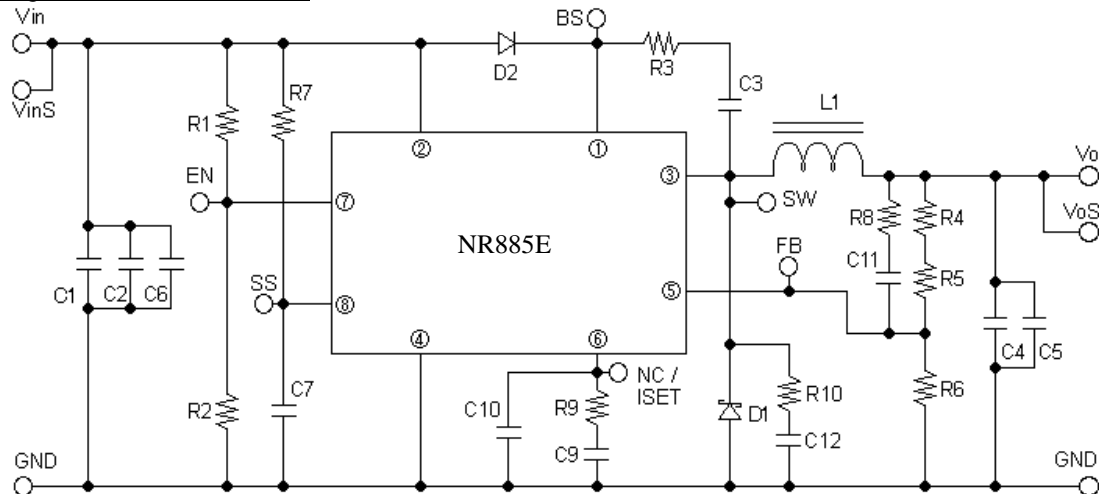 Vin
BS
D2
R3
C3
L1
VinS
R7
R1
②
①
③
Vo
EN
SW
VoS
⑦
R8
R4
NR885E
FB
C11
R5
SS
⑤
C1
C2
C6
⑧
④
⑥
C4
C5
NC /
ISET
C7
R10
R6
R2
C10
R9
D1
C12
C9
GND
GND